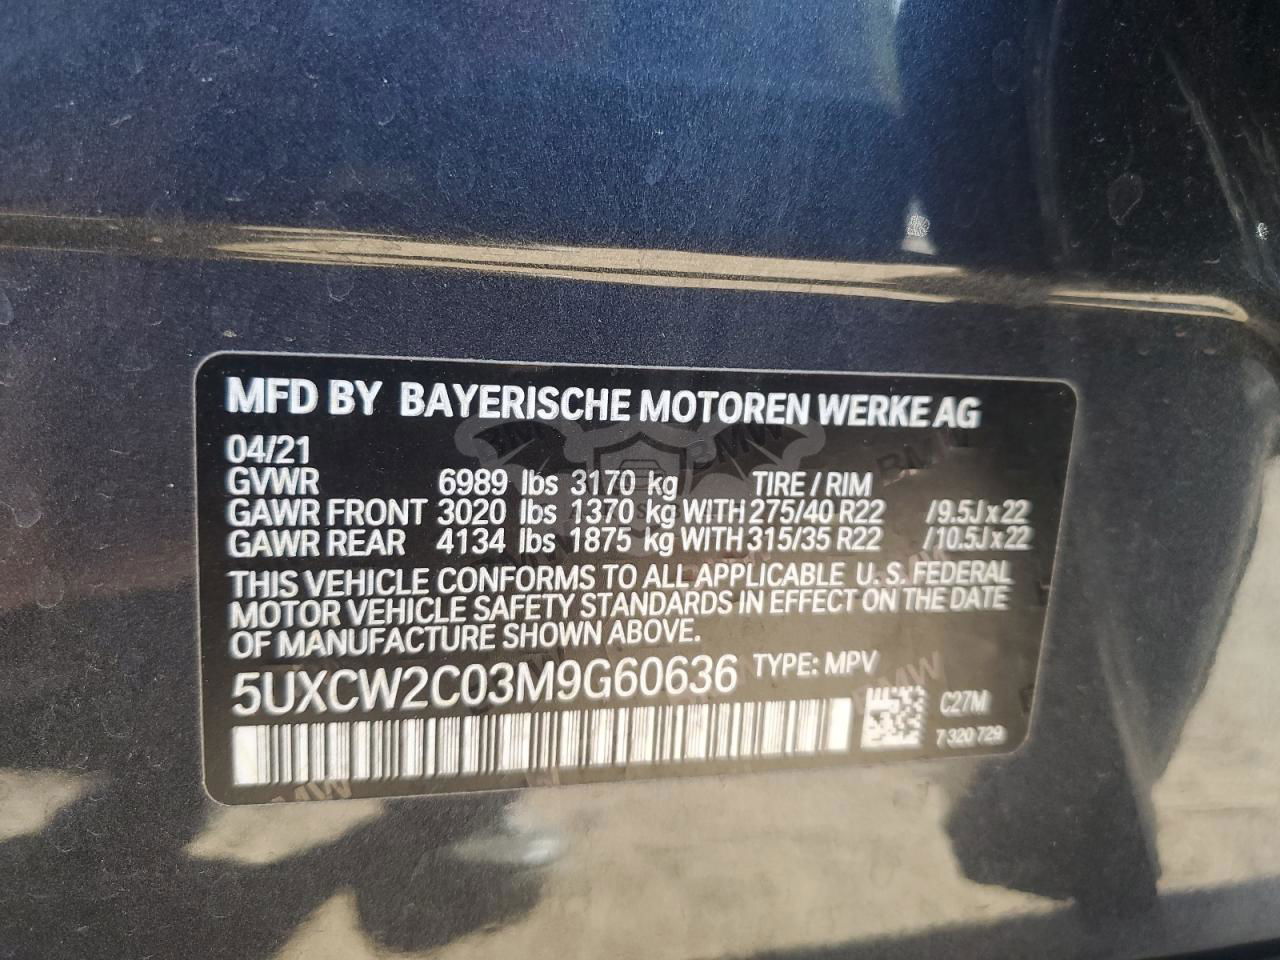 MFD BY BAYERISCHE MOTOREN WERKE AG
04/21
GVWR 6989 lbs 3170 kg TIRE / RIM
GAWR FRONT 3020 lbs 1370 kg WITH 275/40 R22 /9.5J x 22
GAWR REAR 4134 lbs 1875 kg WITH 315/35 R22 /10.5J x 22
THIS VEHICLE CONFORMS TO ALL APPLICABLE U. S. FEDERAL
MOTOR VEHICLE SAFETY STANDARDS IN EFFECT ON THE DATE
OF MANUFACTURE SHOWN ABOVE.
5UXCW2C03M9G60636 TYPE: MPV
C27M
7 320 729